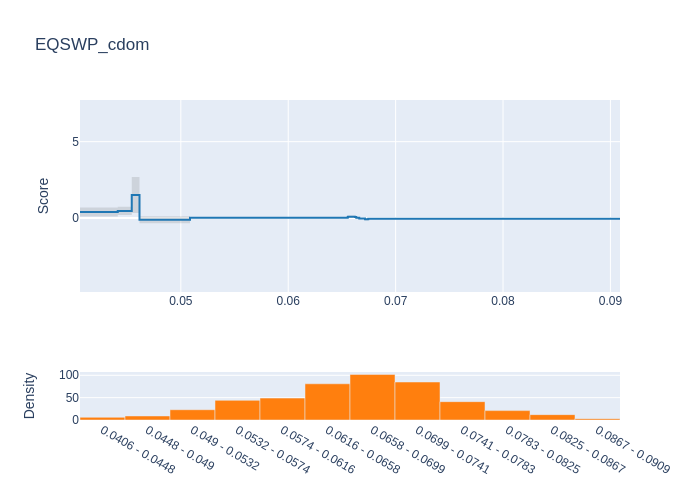 EQSWP_cdom
Score
5
0
0.05
0.06
0.07
0.08
0.09
Density
100
50
0
0.0406 - 0.0448
0.0448 - 0.049
0.049 - 0.0532
0.0532 - 0.0574
0.0574 - 0.0616
0.0616 - 0.0658
0.0658 - 0.0699
0.0699 - 0.0741
0.0741 - 0.0783
0.0783 - 0.0825
0.0825 - 0.0867
0.0867 - 0.0909